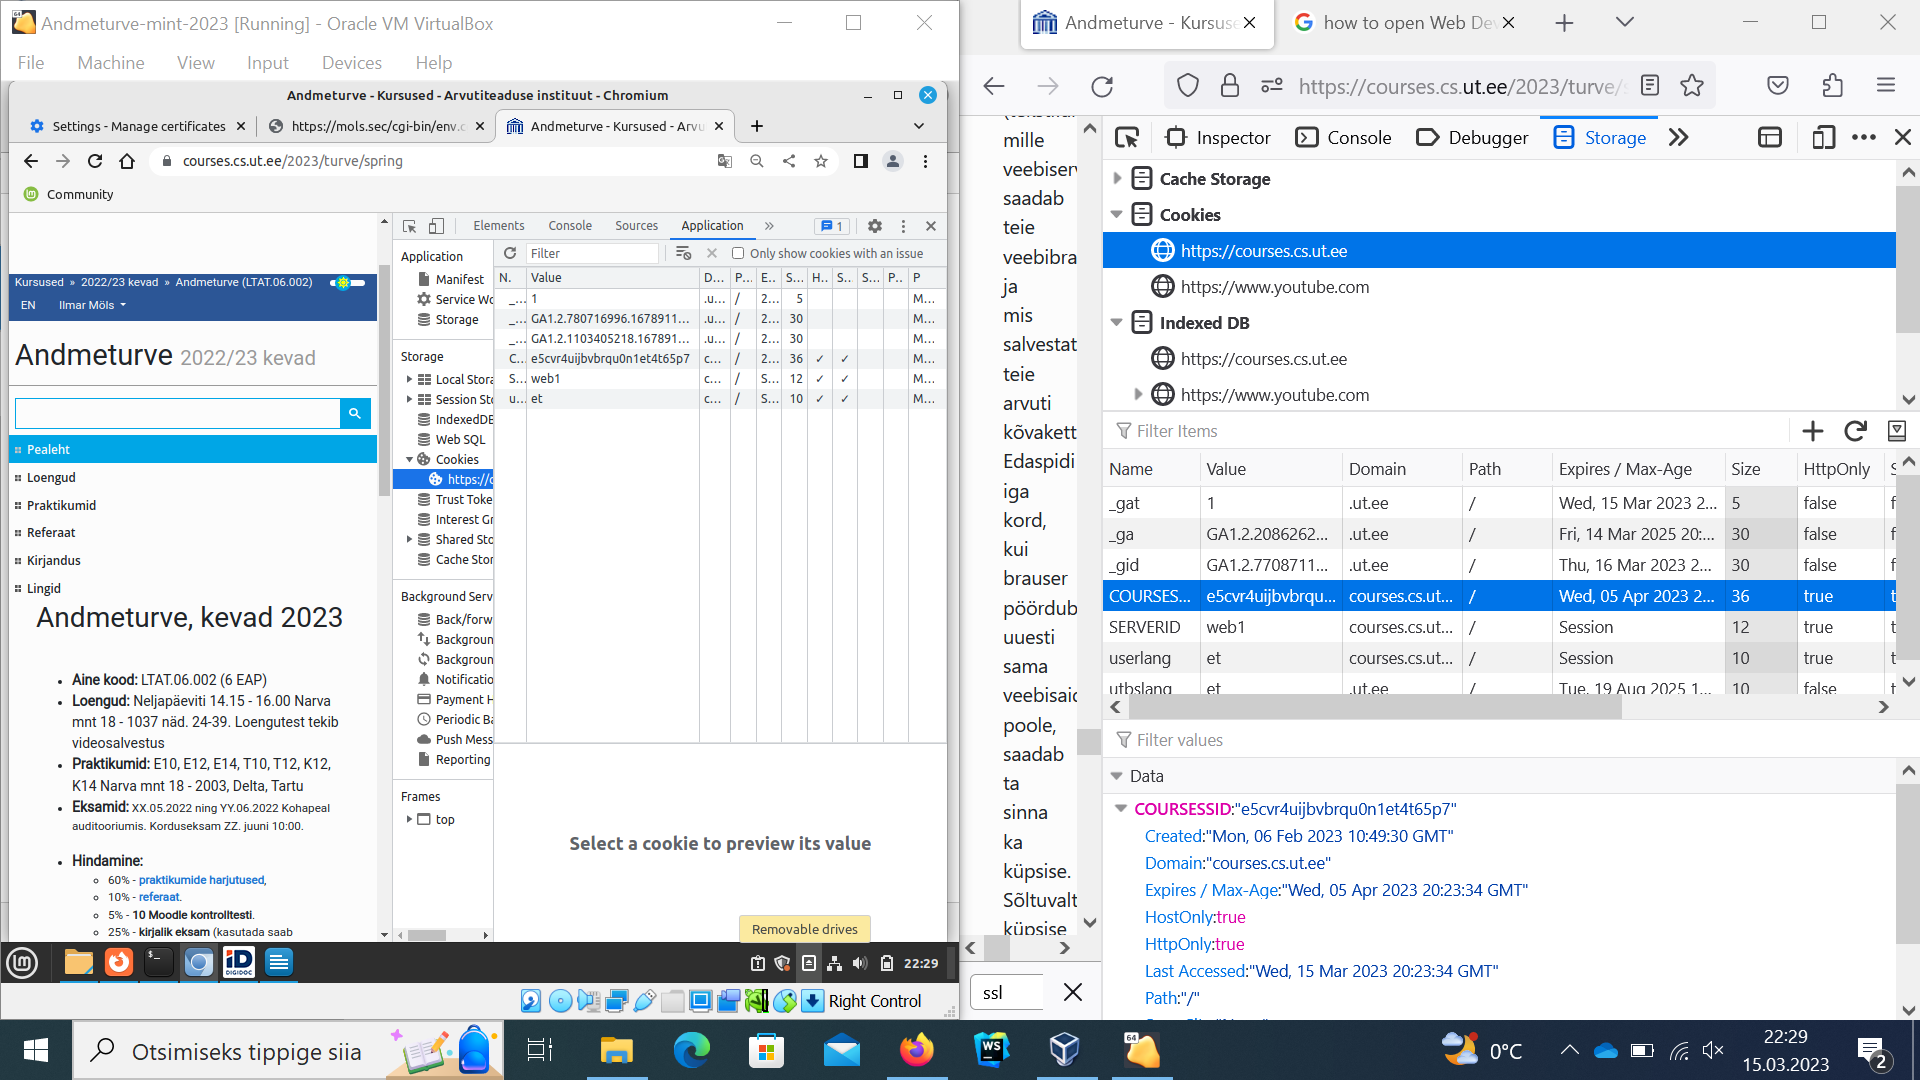 Andmeturve-mint-2023 [Running] - Oracle VM VirtualBox
File Machine View Input Devices Help
Andmeturve - Kursused - Arvutiteaduse instituut - Chromium
Settings - Manage certificates
https://mols.sec/cgi-bin/env.c
Andmeturve - Kursused - Arvu
courses.cs.ut.ee/2023/turve/spring
Community
Kursused » 2022/23 kevad » Andmeturve (LTAT.06.002)
EN Ilmar Möls
Andmeturve 2022/23 kevad
Pealeht
Loengud
Praktikumid
Referaat
Kirjandus
Lingid
Andmeturve, kevad 2023
Aine kood: LTAT.06.002 (6 EAP)
Loengud: Neljapäeviti 14.15 - 16.00 Narva
mnt 18 - 1037 näd. 24-39. Loengutest tekib
videosalvestus
Praktikumid: E10, E12, E14, T10, T12, K12,
K14 Narva mnt 18 - 2003, Delta, Tartu
Eksamid: XX.05.2022 ning YY.06.2022 Kohapeal
auditooriumis. Korduseksam ZZ. juuni 10:00.
Hindamine:
60% - praktikumide harjutused,
10% - referaat.
5% - 10 Moodle kontrolltesti.
25% - kirjalik eksam (kasutada saab
Elements Console Sources Application » 1
Application
Manifest
Service Wo
Storage
Storage
Local Stora
Session Sto
IndexedDB
Web SQL
Cookies
https://c
Trust Toke
Interest Gr
Shared Sto
Cache Stor
Background Serv
Back/forw
Backgroun
Backgroun
Notificatio
Payment H
Periodic Ba
Push Mess
Reporting
Frames
top
Filter Only show cookies with an issue
N. Value D... P... E... S... H... S... S... P... P
_... 1 .u... / 2... 5 M...
_... GA1.2.780716996.1678911... .u... / 2... 30 M...
_... GA1.2.1103405218.167891... .u... / 2... 30 M...
C... e5cvr4uijbvbrqu0n1et4t65p7 c... / 2... 36 ✓ ✓ M...
S... web1 c... / S... 12 ✓ ✓ M...
u... et c... / S... 10 ✓ ✓ M...
Select a cookie to preview its value
Removable drives
22:29
Right Control
Andmeturve - Kursuse
how to open Web Dev
https://courses.cs.ut.ee/2023/turve/s
mille
veebiserv
saadab
teie
veebibra
ja
mis
salvestat
teie
arvuti
kõvakett
Edaspidi
iga
kord,
kui
brauser
pöördub
uuesti
sama
veebisaid
poole,
saadab
ta
sinna
ka
küpsise.
Sõltuvalt
küpsise
ssl
Inspector Console Debugger Storage
Cache Storage
Cookies
https://courses.cs.ut.ee
https://www.youtube.com
Indexed DB
https://courses.cs.ut.ee
https://www.youtube.com
Filter Items
Name Value Domain Path Expires / Max-Age Size HttpOnly S
_gat 1 .ut.ee / Wed, 15 Mar 2023 2... 5 false f
_ga GA1.2.2086262... .ut.ee / Fri, 14 Mar 2025 20:... 30 false f
_gid GA1.2.7708711... .ut.ee / Thu, 16 Mar 2023 2... 30 false f
COURSES... e5cvr4uijbvbrqu... courses.cs.ut... / Wed, 05 Apr 2023 2... 36 true t
SERVERID web1 courses.cs.ut... / Session 12 true t
userlang et courses.cs.ut... / Session 10 true t
utbslang et .ut.ee / Tue, 19 Aug 2025 1... 10 false f
Filter values
Data
COURSESSID:"e5cvr4uijbvbrqu0n1et4t65p7"
Created:"Mon, 06 Feb 2023 10:49:30 GMT"
Domain:"courses.cs.ut.ee"
Expires / Max-Age:"Wed, 05 Apr 2023 20:23:34 GMT"
HostOnly:true
HttpOnly:true
Last Accessed:"Wed, 15 Mar 2023 20:23:34 GMT"
Path:"/"
Otsimiseks tippige siia
0°C
22:29
15.03.2023
2